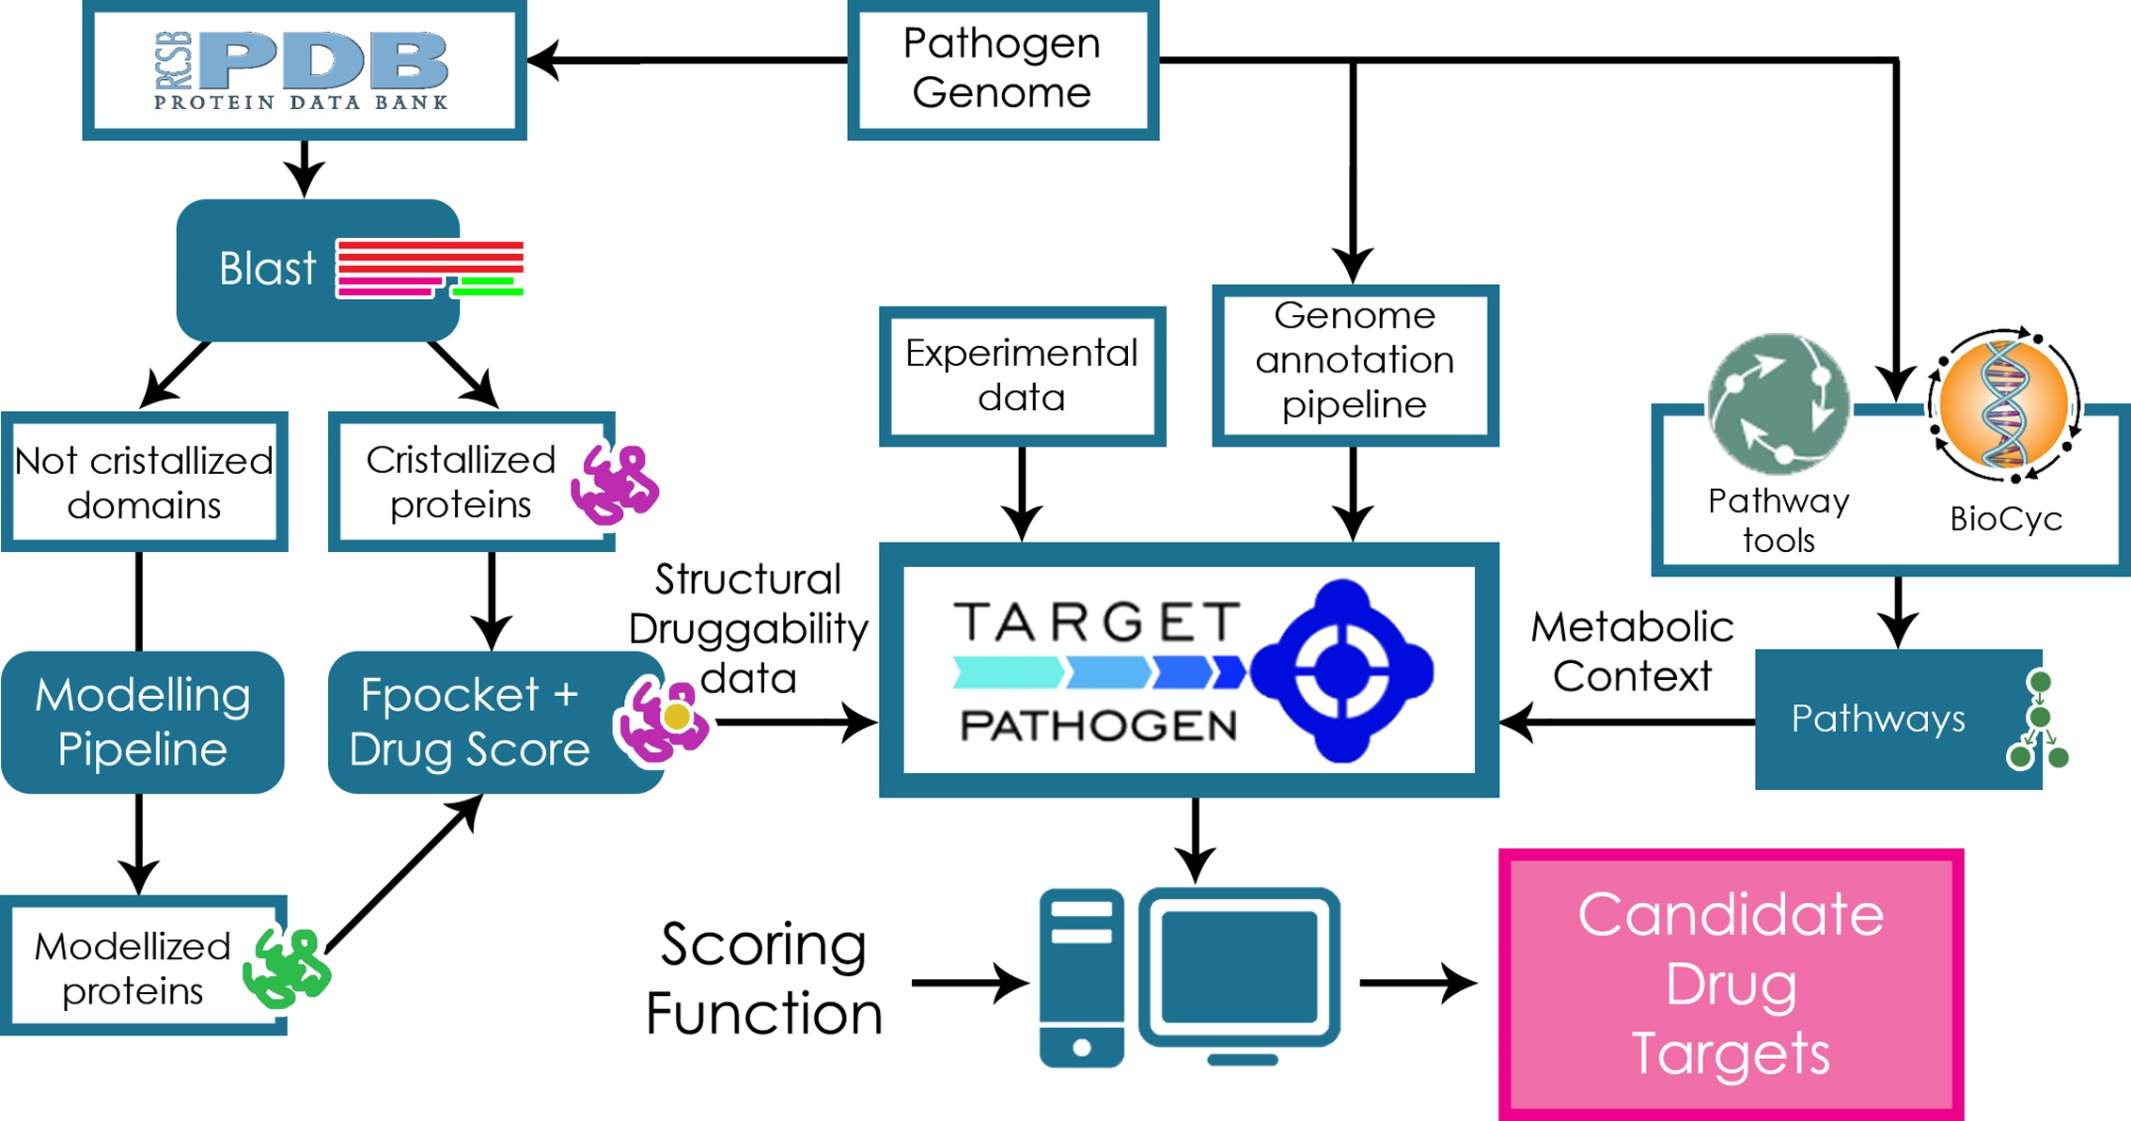 RCSB
PDB
PROTEIN DATA BANK
Pathogen
Genome
Blast
Not cristallized
domains
Cristallized
proteins
Experimental
data
Genome
annotation
pipeline
Pathway
tools
BioCyc
Modelling
Pipeline
Fpocket +
Drug Score
Structural
Druggability
data
TARGET
PATHOGEN
Metabolic
Context
Pathways
Modellized
proteins
Scoring
Function
Candidate
Drug
Targets